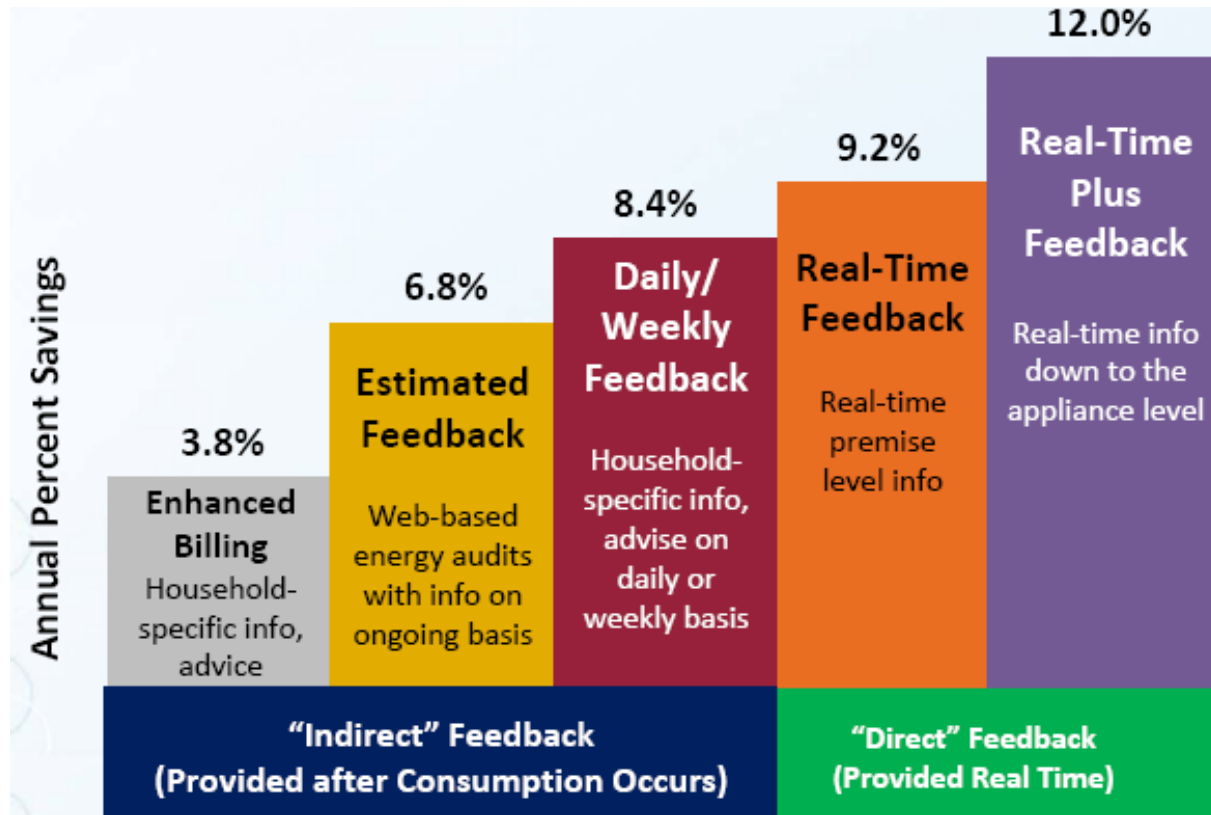 12.0%
9.2%
8.4%
6.8%
3.8%
Annual Percent Savings
Enhanced
Billing
Household-
specific info,
advice
Estimated
Feedback
Web-based
energy audits
with info on
ongoing basis
Daily/
Weekly
Feedback
Household-
specific info,
advise on
daily or
weekly basis
Real-Time
Feedback
Real-time
premise
level info
Real-Time
Plus
Feedback
Real-time info
down to the
appliance level
“Indirect” Feedback
(Provided after Consumption Occurs)
“Direct” Feedback
(Provided Real Time)